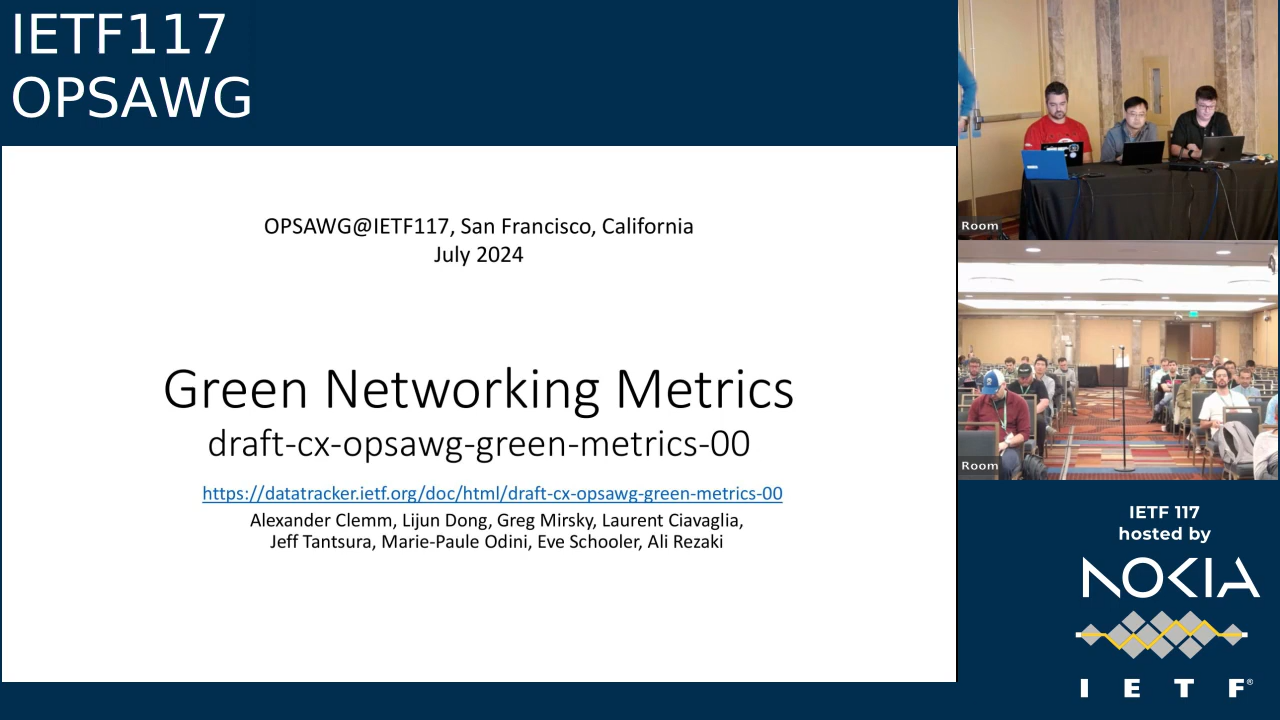 IETF117
OPSAWG
OPSAWG@IETF117, San Francisco, California
July 2024
Green Networking Metrics
draft-cx-opsawg-green-metrics-00
https://datatracker.ietf.org/doc/html/draft-cx-opsawg-green-metrics-00
Alexander Clemm, Lijun Dong, Greg Mirsky, Laurent Ciavaglia,
Jeff Tantsura, Marie-Paule Odini, Eve Schooler, Ali Rezaki
Room
Room
IETF 117
hosted by
NOKIA
I E T F®